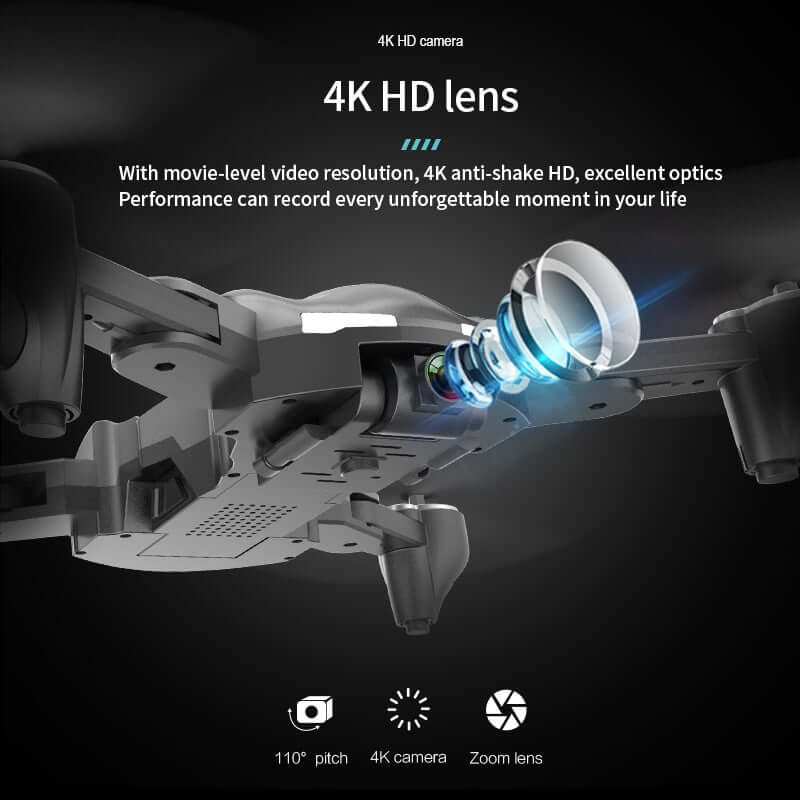 4K HD camera
4K HD lens
With movie-level video resolution, 4K anti-shake HD, excellent optics
Performance can record every unforgettable moment in your life
110° pitch
4K camera
Zoom lens